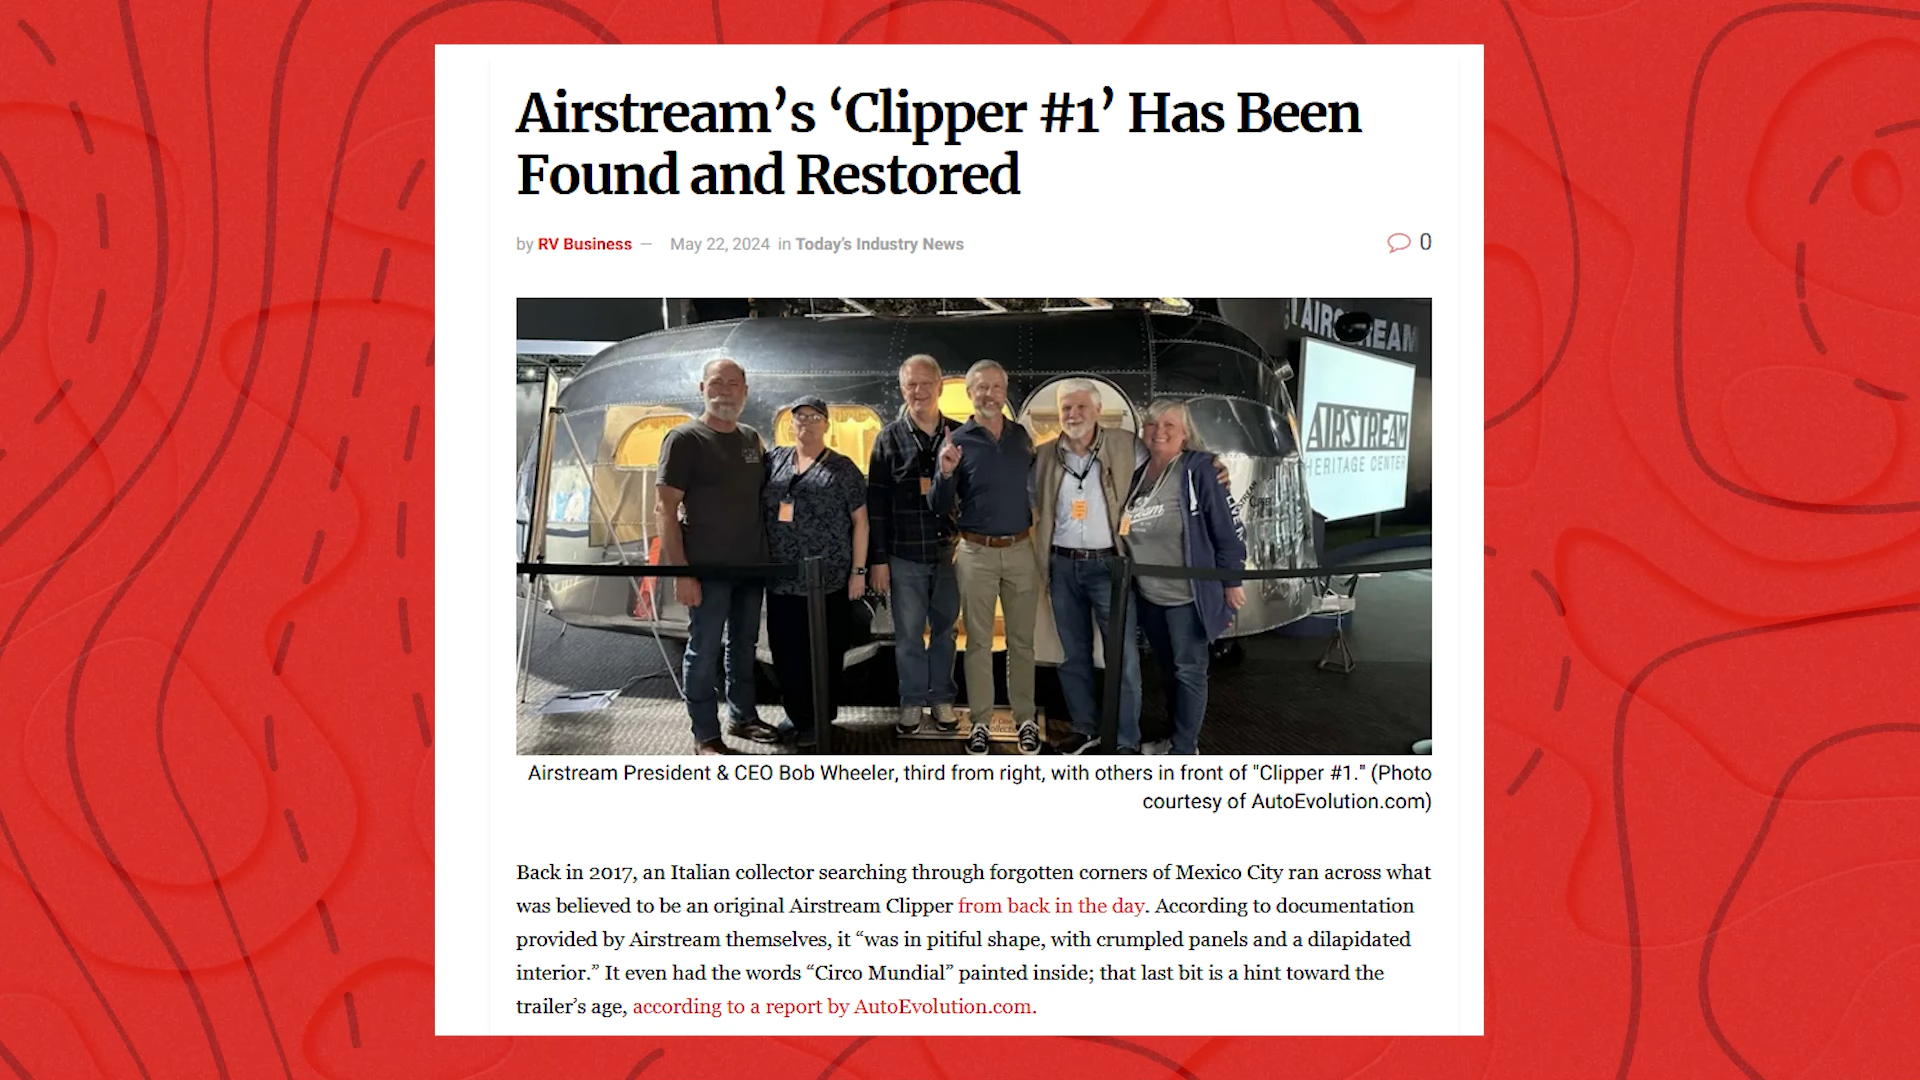 Airstream’s ‘Clipper #1’ Has Been
Found and Restored
by RV Business — May 22, 2024 in Today’s Industry News
0
AIRSTREAM
HERITAGE CENTER
Airstream President & CEO Bob Wheeler, third from right, with others in front of "Clipper #1." (Photo
courtesy of AutoEvolution.com)
Back in 2017, an Italian collector searching through forgotten corners of Mexico City ran across what
was believed to be an original Airstream Clipper from back in the day. According to documentation
provided by Airstream themselves, it “was in pitiful shape, with crumpled panels and a dilapidated
interior.” It even had the words “Circo Mundial” painted inside; that last bit is a hint toward the
trailer’s age, according to a report by AutoEvolution.com.